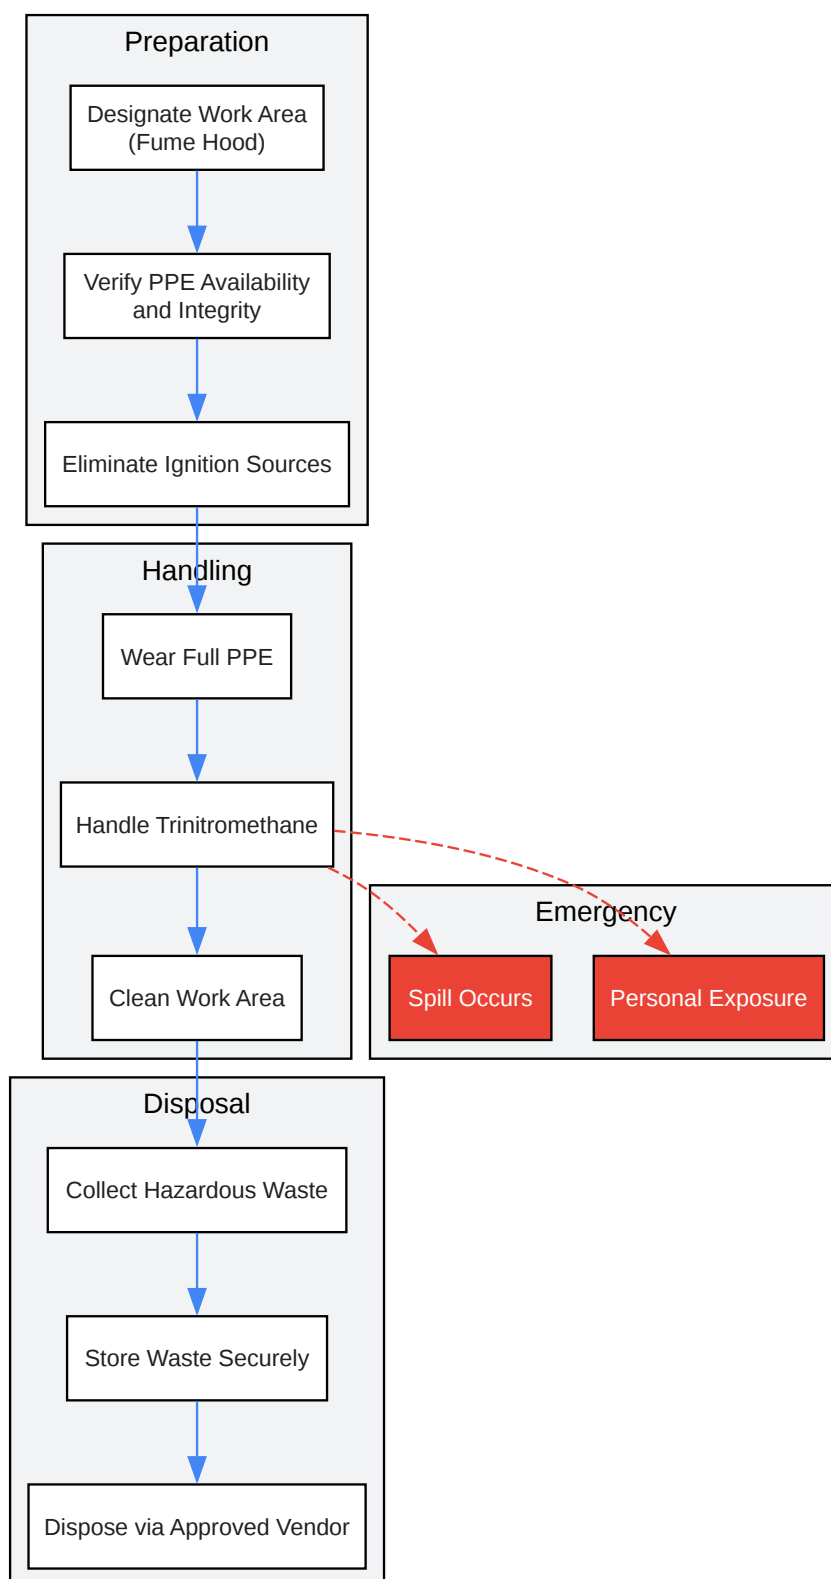 Preparation
Designate Work Area
(Fume Hood)
Verify PPE Availability
and Integrity
Eliminate Ignition Sources
Handling
Wear Full PPE
Handle Trinitromethane
Clean Work Area
Emergency
Spill Occurs
Personal Exposure
Disposal
Collect Hazardous Waste
Store Waste Securely
Dispose via Approved Vendor